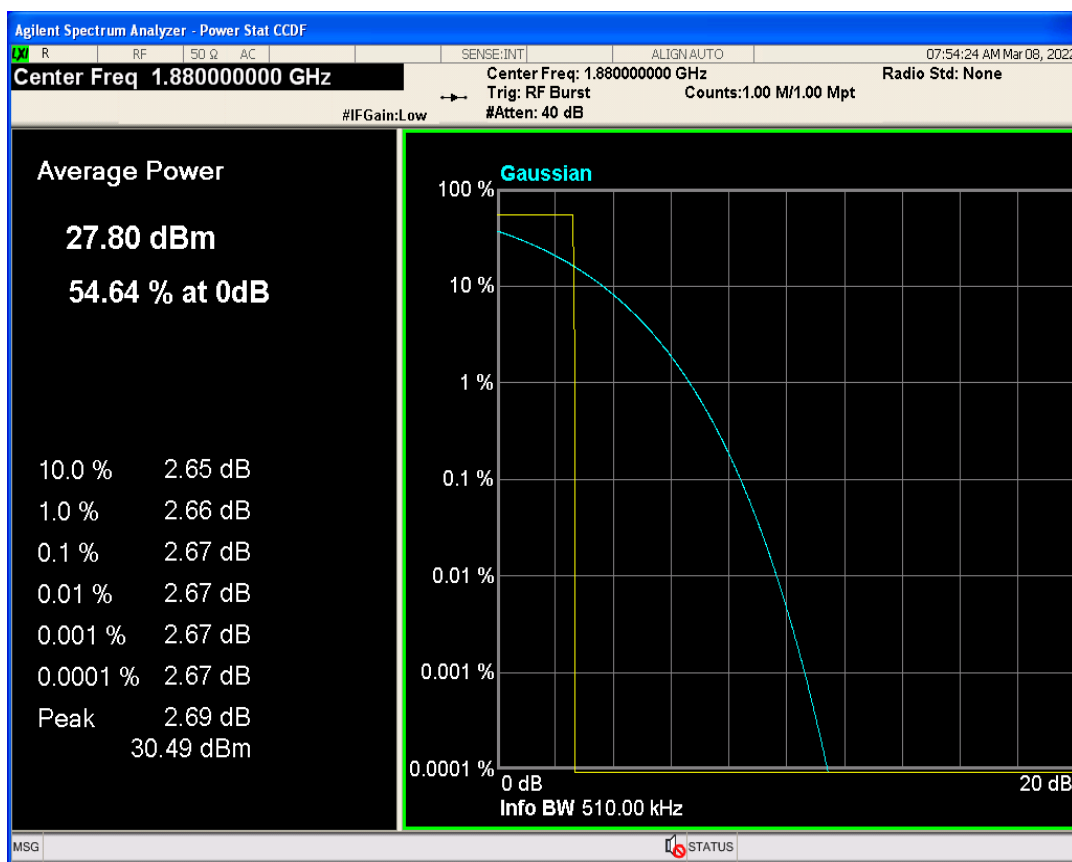 Agilent Spectrum Analyzer - Power Stat CCDF
LXI R RF 50 Ω AC SENSE:INT ALIGN AUTO 07:54:24 AM Mar 08, 2022
Center Freq 1.880000000 GHz
Center Freq: 1.880000000 GHz Radio Std: None
Trig: RF Burst Counts:1.00 M/1.00 Mpt
#IFGain:Low #Atten: 40 dB
Average Power
27.80 dBm
54.64 % at 0dB
10.0 % 2.65 dB
1.0 % 2.66 dB
0.1 % 2.67 dB
0.01 % 2.67 dB
0.001 % 2.67 dB
0.0001 % 2.67 dB
Peak 2.69 dB
30.49 dBm
Gaussian
100 %
10 %
1 %
0.1 %
0.01 %
0.001 %
0.0001 %
0 dB 20 dB
Info BW 510.00 kHz
MSG STATUS